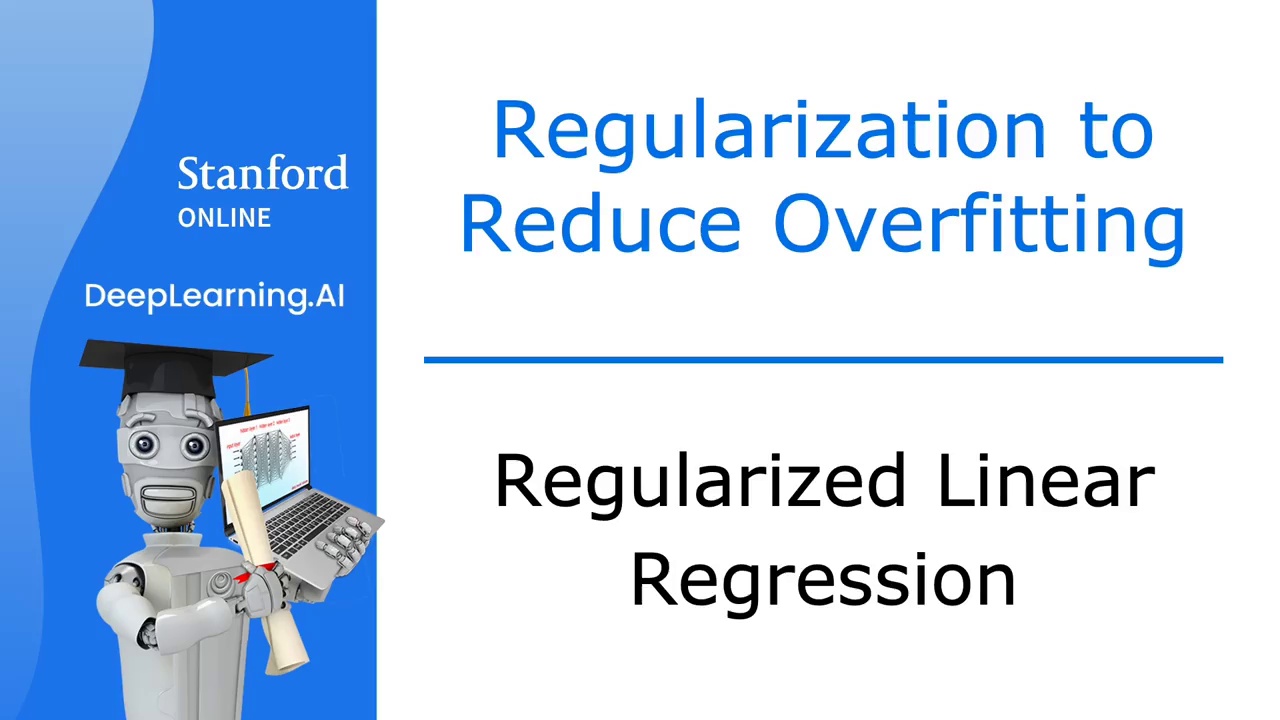 Stanford
ONLINE
DeepLearning.AI
Regularization to
Reduce Overfitting
Regularized Linear
Regression